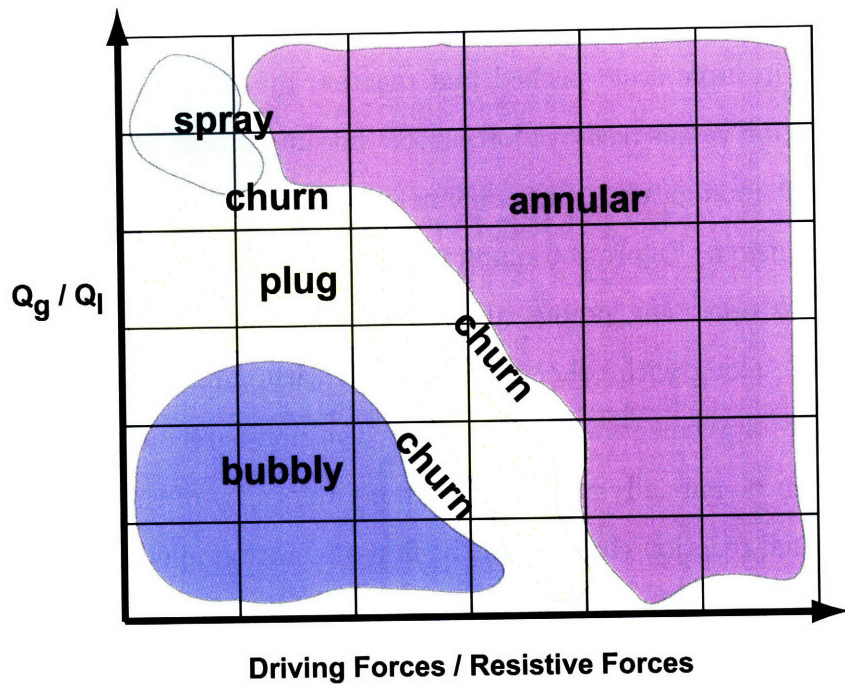 spray
churn
annular
plug
Qg / Ql
churn
churn
bubbly
Driving Forces / Resistive Forces